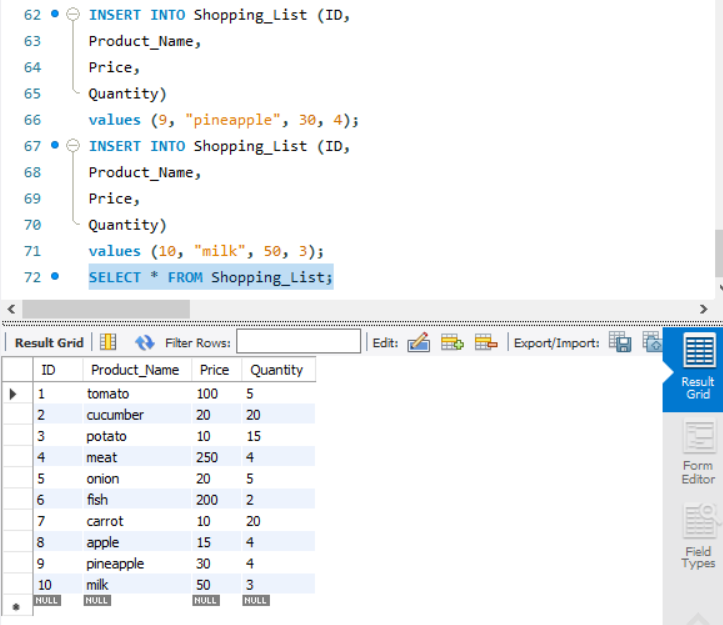 62 INSERT INTO Shopping_List (ID,
63 Product_Name,
64 Price,
65 Quantity)
66 values (9, "pineapple", 30, 4);
67 INSERT INTO Shopping_List (ID,
68 Product_Name,
69 Price,
70 Quantity)
71 values (10, "milk", 50, 3);
72 SELECT * FROM Shopping_List;
Result Grid Filter Rows: Edit: Export/Import:
ID Product_Name Price Quantity
1 tomato 100 5
2 cucumber 20 20
3 potato 10 15
4 meat 250 4
5 onion 20 5
6 fish 200 2
7 carrot 10 20
8 apple 15 4
9 pineapple 30 4
10 milk 50 3
NULL NULL NULL NULL
Result
Grid
Form
Editor
Field
Types